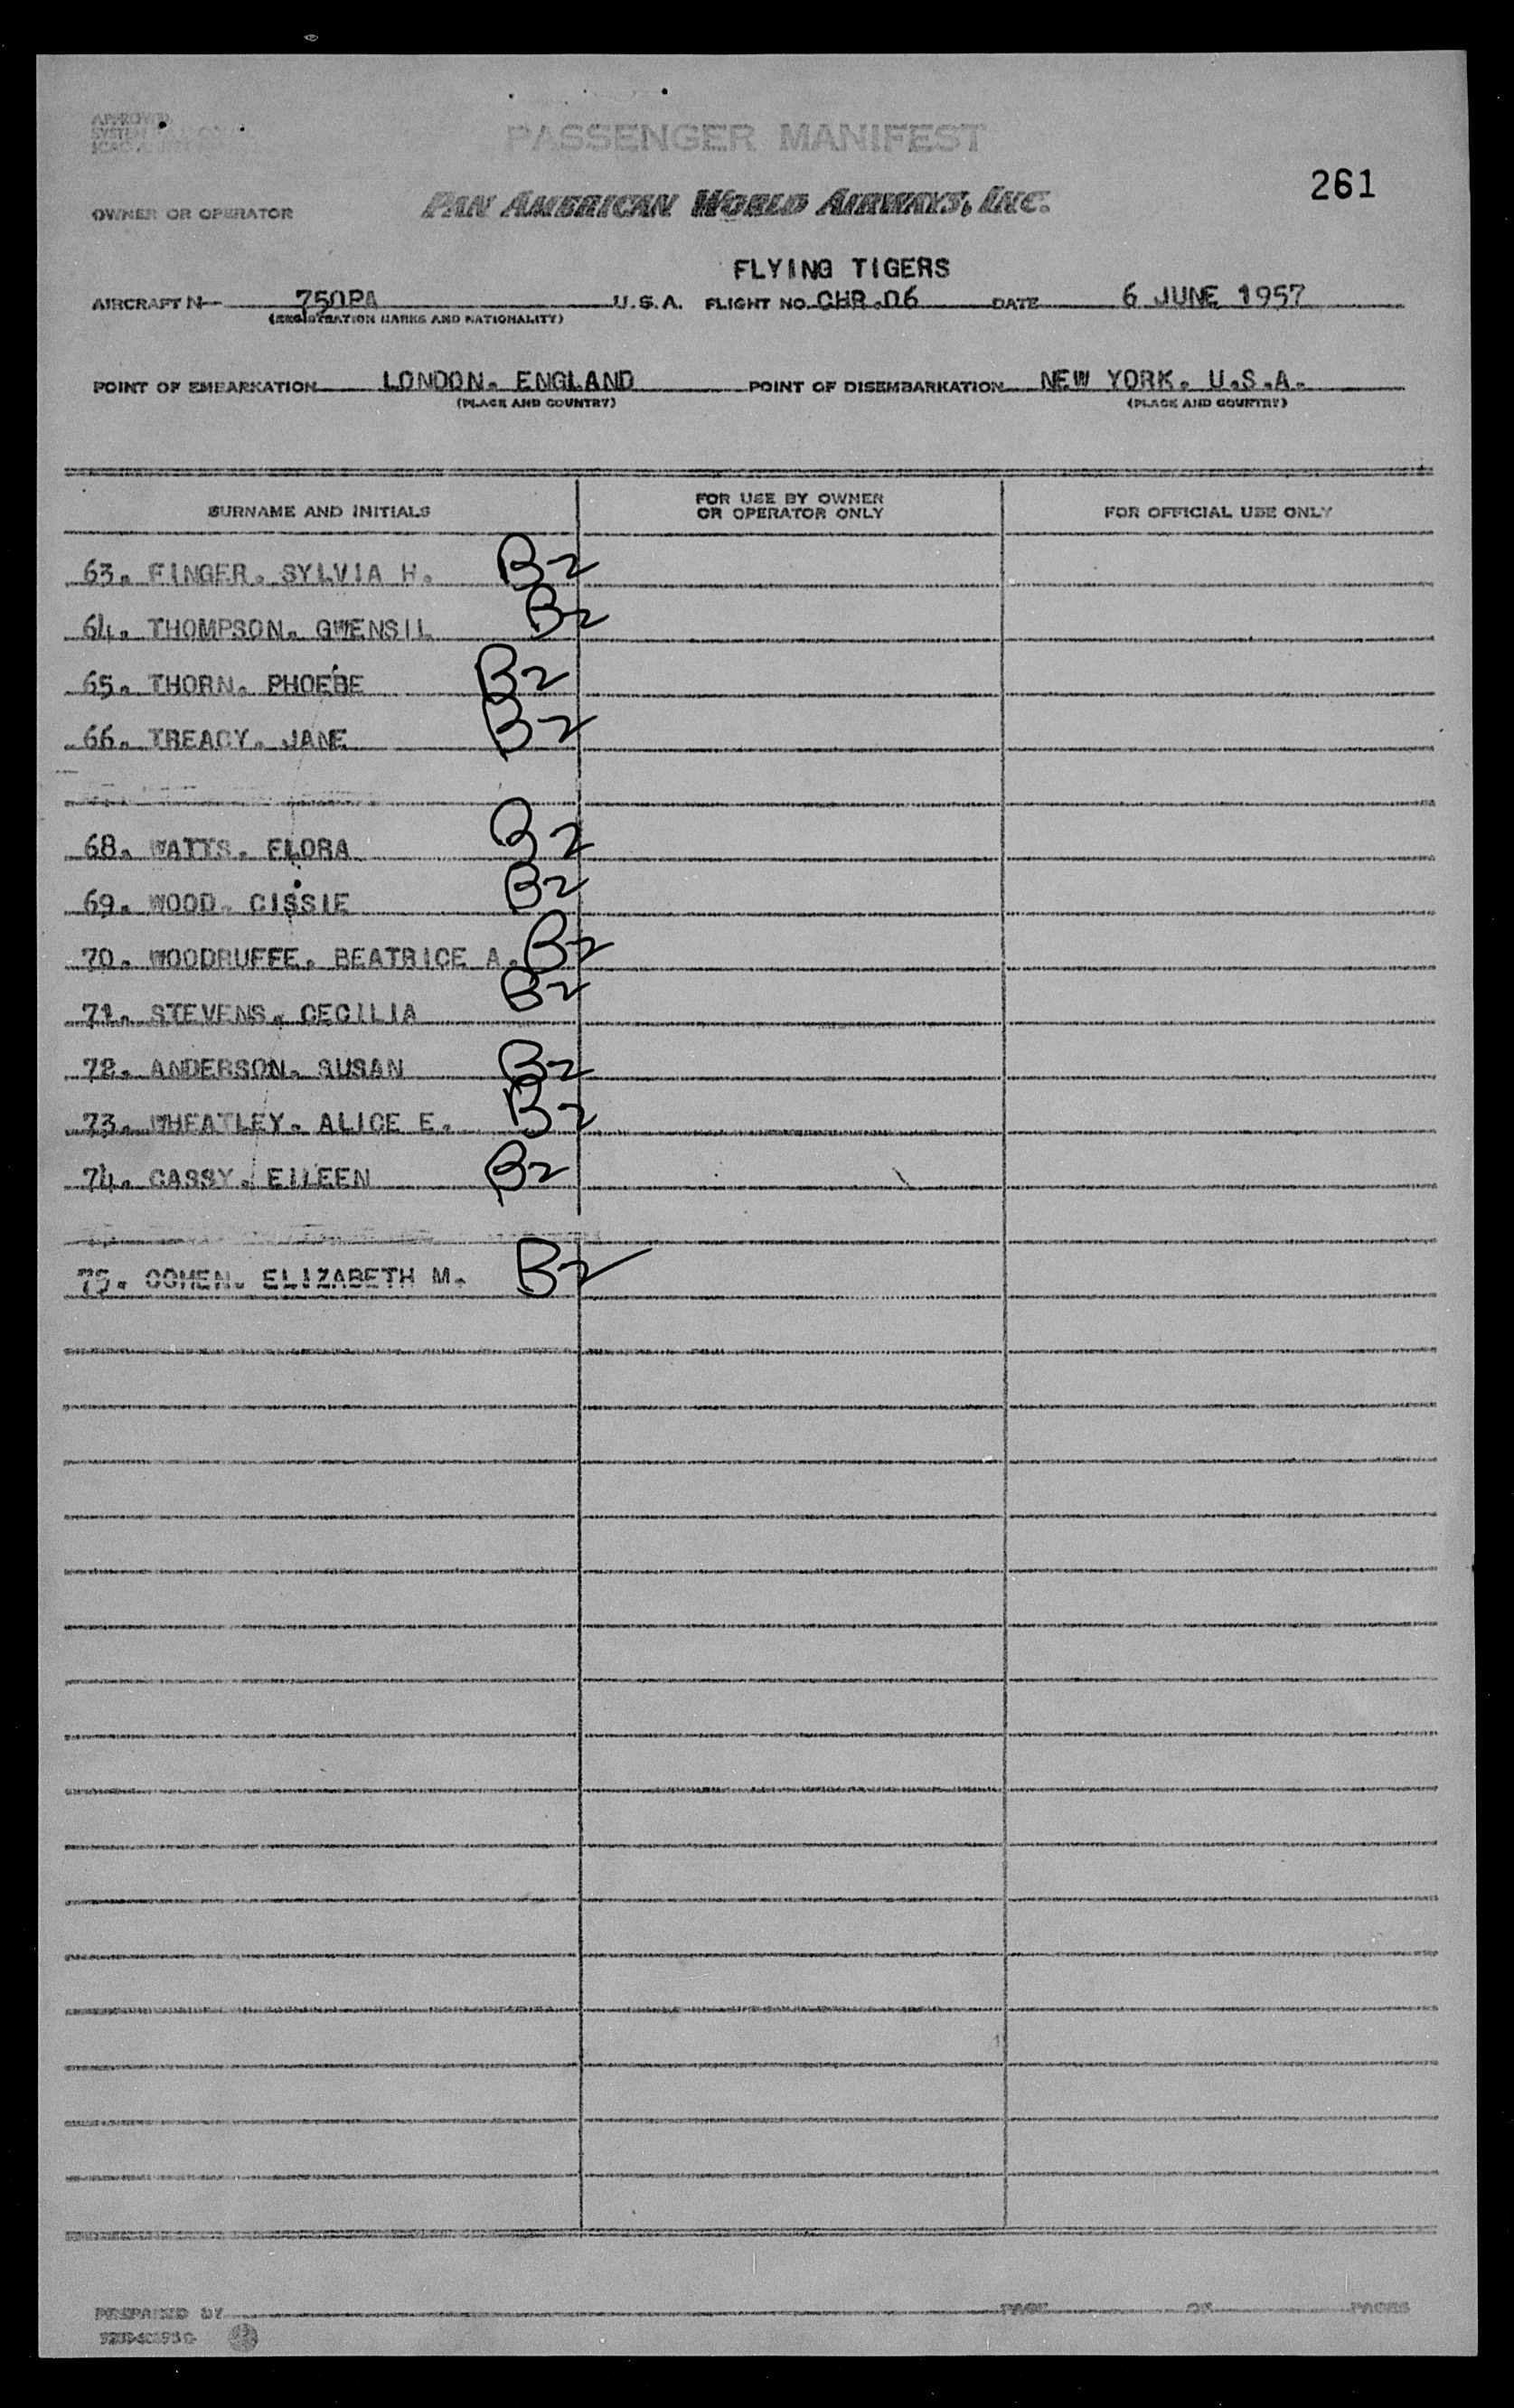 APPROVED
SYSTEM
ICAO
PASSENGER MANIFEST
261
OWNER OR OPERATOR PAN AMERICAN WORLD AIRWAYS, INC.
FLYING TIGERS
AIRCRAFT N 750PA U.S.A. FLIGHT NO. CHR.06 DATE 6 JUNE 1957
(REGISTRATION MARKS AND NATIONALITY)
POINT OF EMBARKATION LONDON. ENGLAND POINT OF DISEMBARKATION NEW YORK. U.S.A.
(PLACE AND COUNTRY) (PLACE AND COUNTRY)
SURNAME AND INITIALS FOR USE BY OWNER OR OPERATOR ONLY FOR OFFICIAL USE ONLY
63. FINGER. SYLVIA H. B2
64. THOMPSON. GWENSIL B2
65. THORN. PHOEBE B2
66. TREACY. JANE B2
68. WATTS. FLORA B2
69. WOOD. CISSIE B2
70. WOODRUFFE. BEATRICE A. B2
71. STEVENS. CECILIA B2
72. ANDERSON. SUSAN B2
73. WHEATLEY. ALICE E. B2
74. CASSY. EILEEN B2
75. COHEN. ELIZABETH M. B2
PREPARED BY PAGE OF PAGES